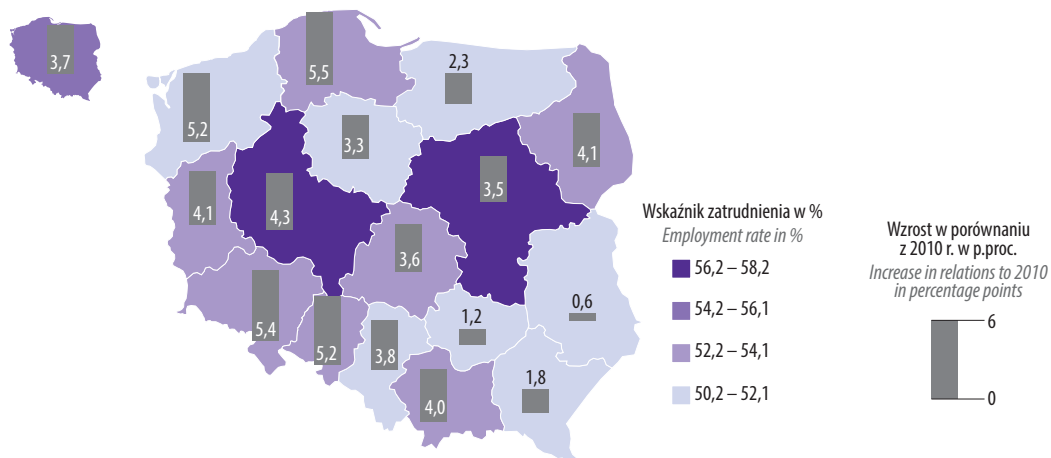 3,7
5,5
2,3
5,2
3,3
4,1
3,5
4,1
4,3
3,6
0,6
5,4
5,2
3,8
1,2
4,0
1,8
Wskaźnik zatrudnienia w %
Employment rate in %
56,2 – 58,2
54,2 – 56,1
52,2 – 54,1
50,2 – 52,1
Wzrost w porównaniu
z 2010 r. w p.proc.
Increase in relations to 2010
in percentage points
6
0